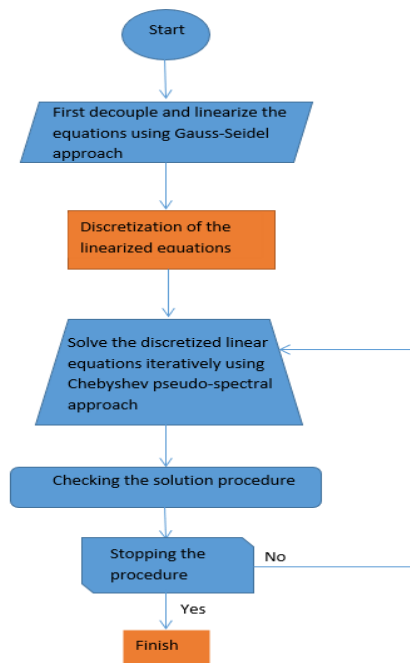 Start
First decouple and linearize the
equations using Gauss-Seidel
approach
Discretization of the
linearized equations
Solve the discretized linear
equations iteratively using
Chebyshev pseudo-spectral
approach
Checking the solution procedure
Stopping the
procedure
No
Yes
Finish